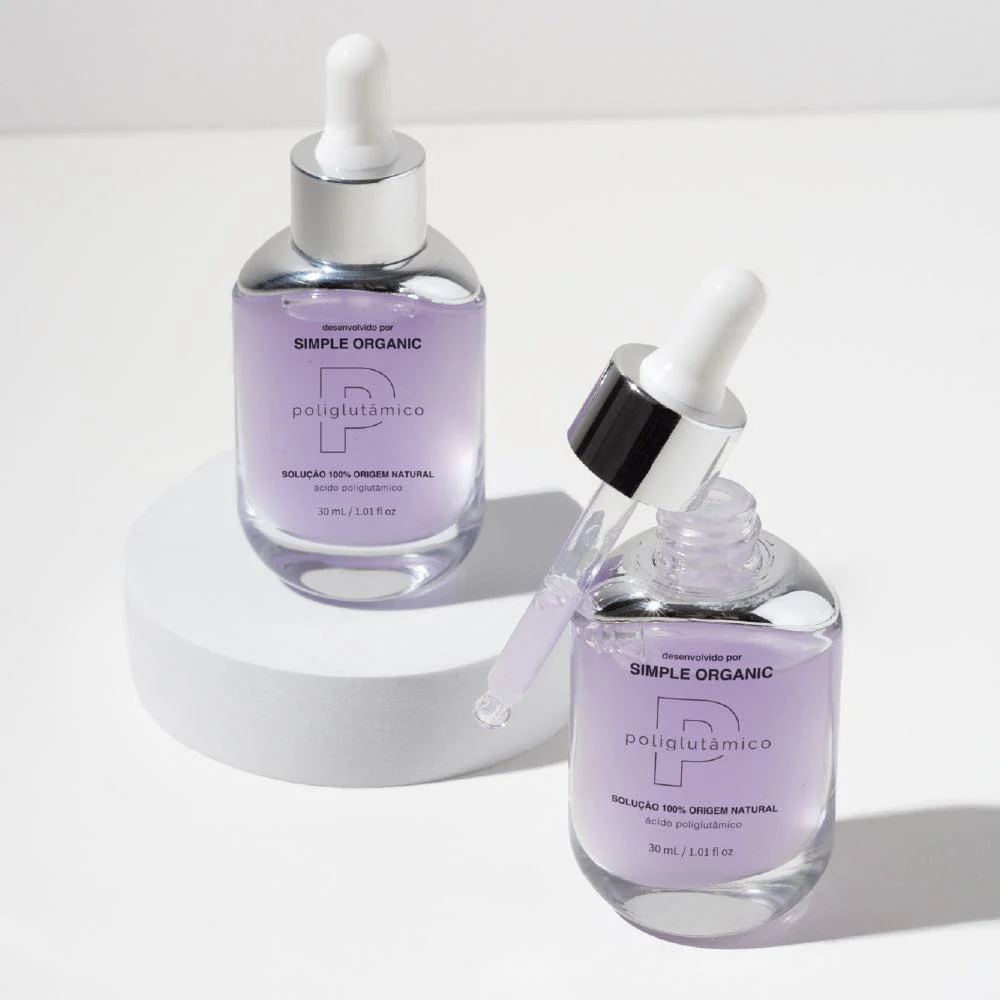 desenvolvido por
SIMPLE ORGANIC
P
poliglutâmico
SOLUÇÃO 100% ORIGEM NATURAL
ácido poliglutâmico
30 mL / 1.01 fl oz
desenvolvido por
SIMPLE ORGANIC
P
poliglutâmico
SOLUÇÃO 100% ORIGEM NATURAL
ácido poliglutâmico
30 mL / 1.01 fl oz